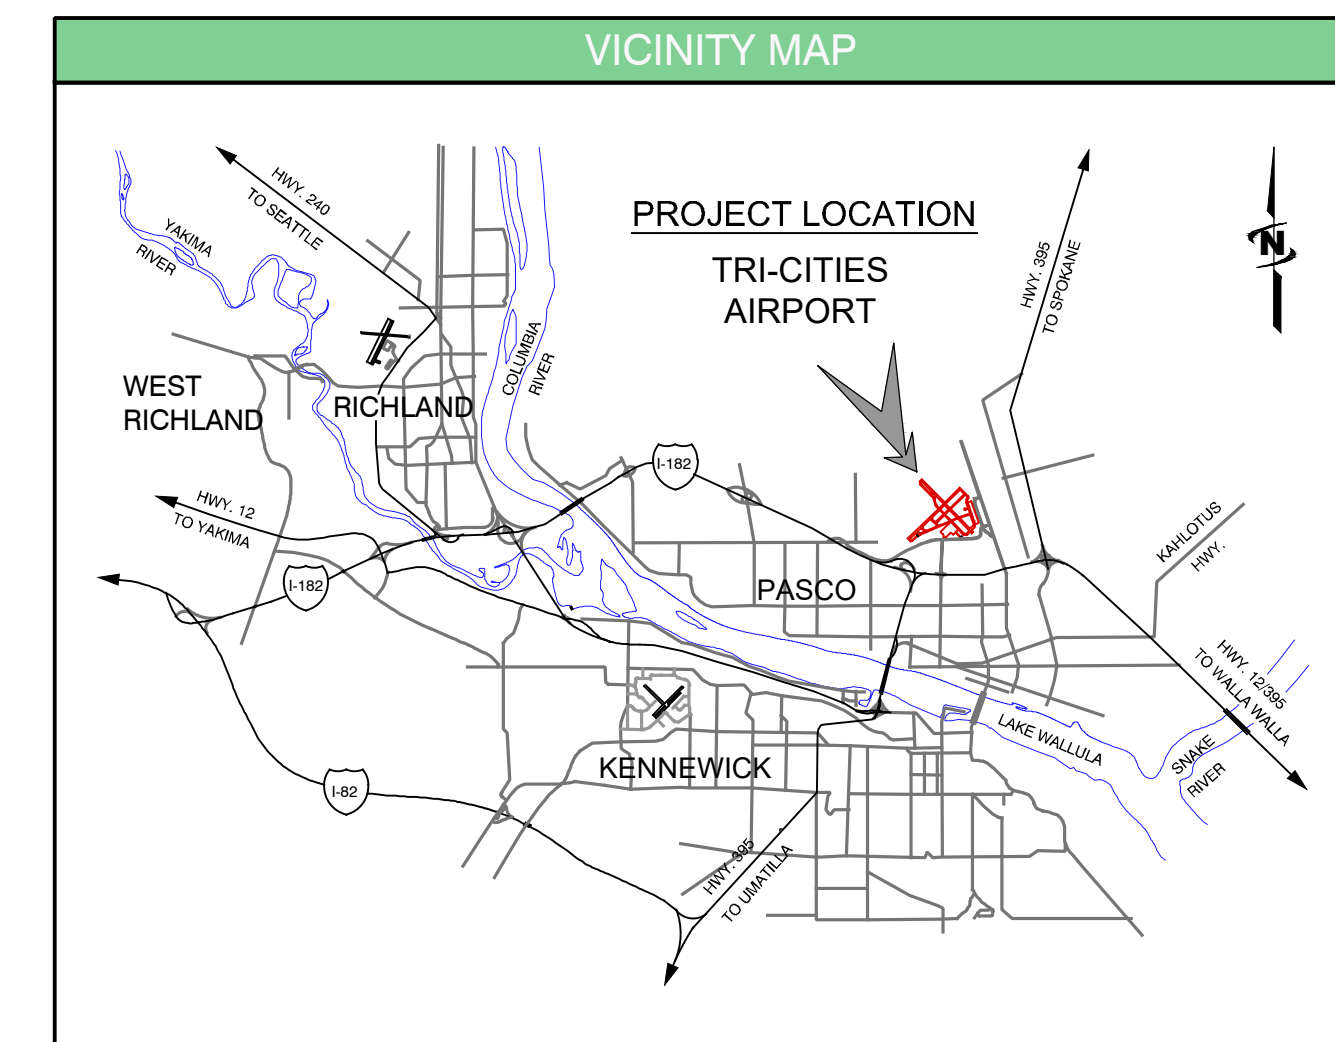 VICINITY MAP
HWY. 240
TO SEATTLE
YAKIMA
RIVER
PROJECT LOCATION
TRI-CITIES
AIRPORT
HWY. 395
TO SPOKANE
N
COLUMBIA
RIVER
WEST
RICHLAND
RICHLAND
I-182
HWY. 12
TO YAKIMA
KAHLOTUS
HWY.
I-182
PASCO
HWY. 12/395
TO WALLA WALLA
LAKE WALLULA
SNAKE
RIVER
KENNEWICK
I-82
HWY. 395
TO UMATILLA